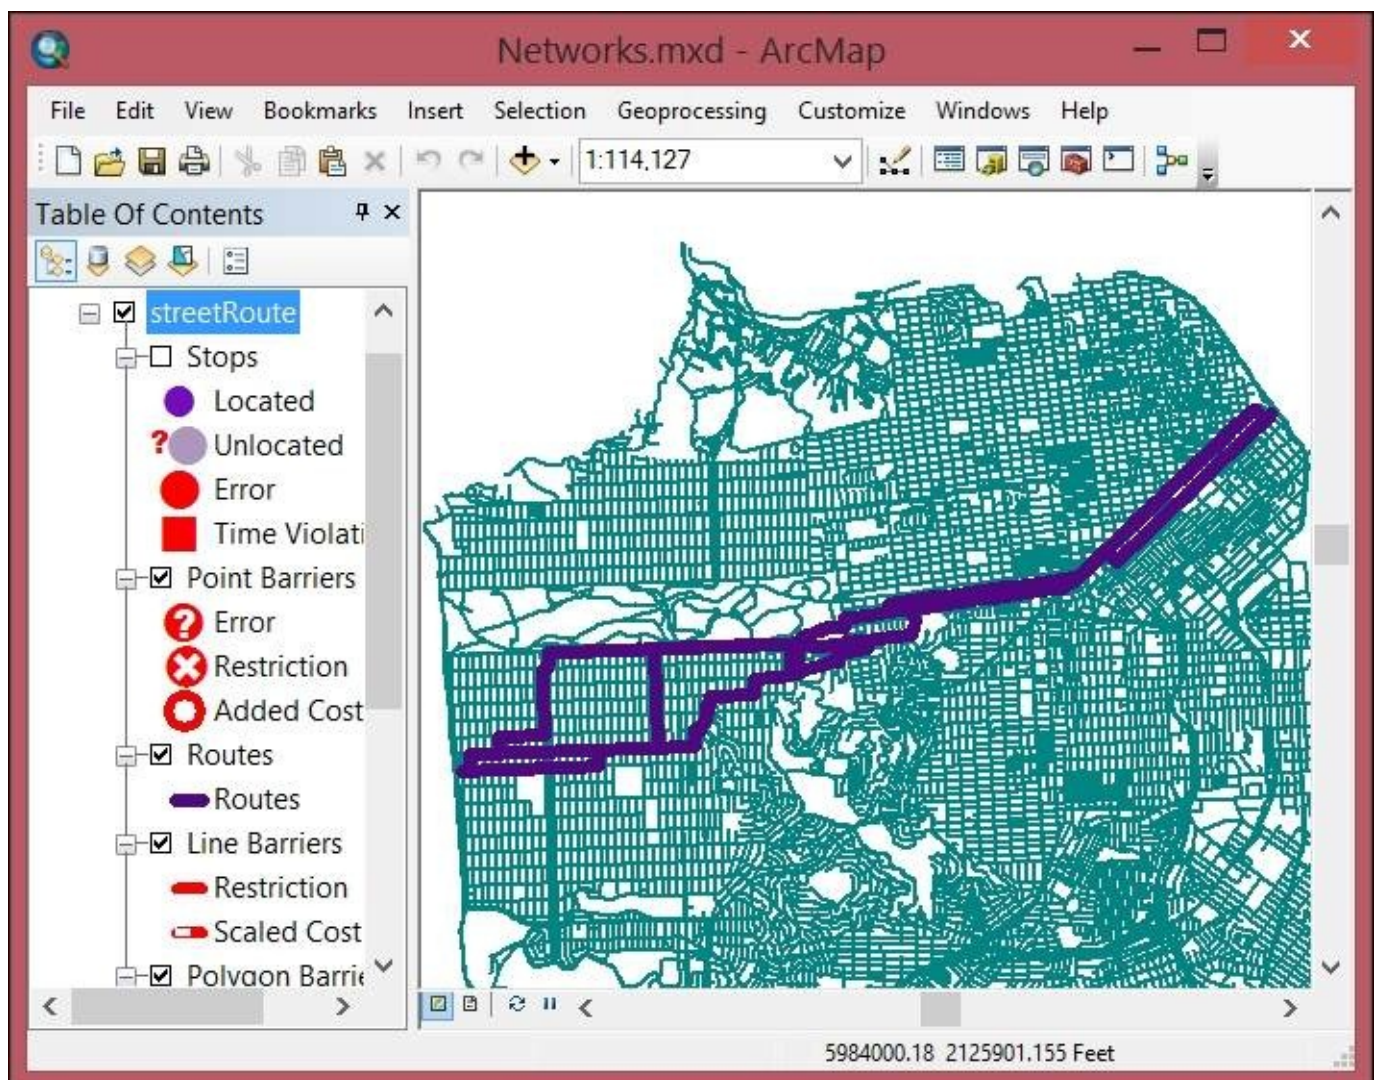 Networks.mxd - ArcMap
File Edit View Bookmarks Insert Selection Geoprocessing Customize Windows Help
1:114,127
Table Of Contents
streetRoute
Stops
Located
? Unlocated
Error
Time Violati
Point Barriers
? Error
Restriction
Added Cost
Routes
Routes
Line Barriers
Restriction
Scaled Cost
Polygon Barrie
5984000.18 2125901.155 Feet